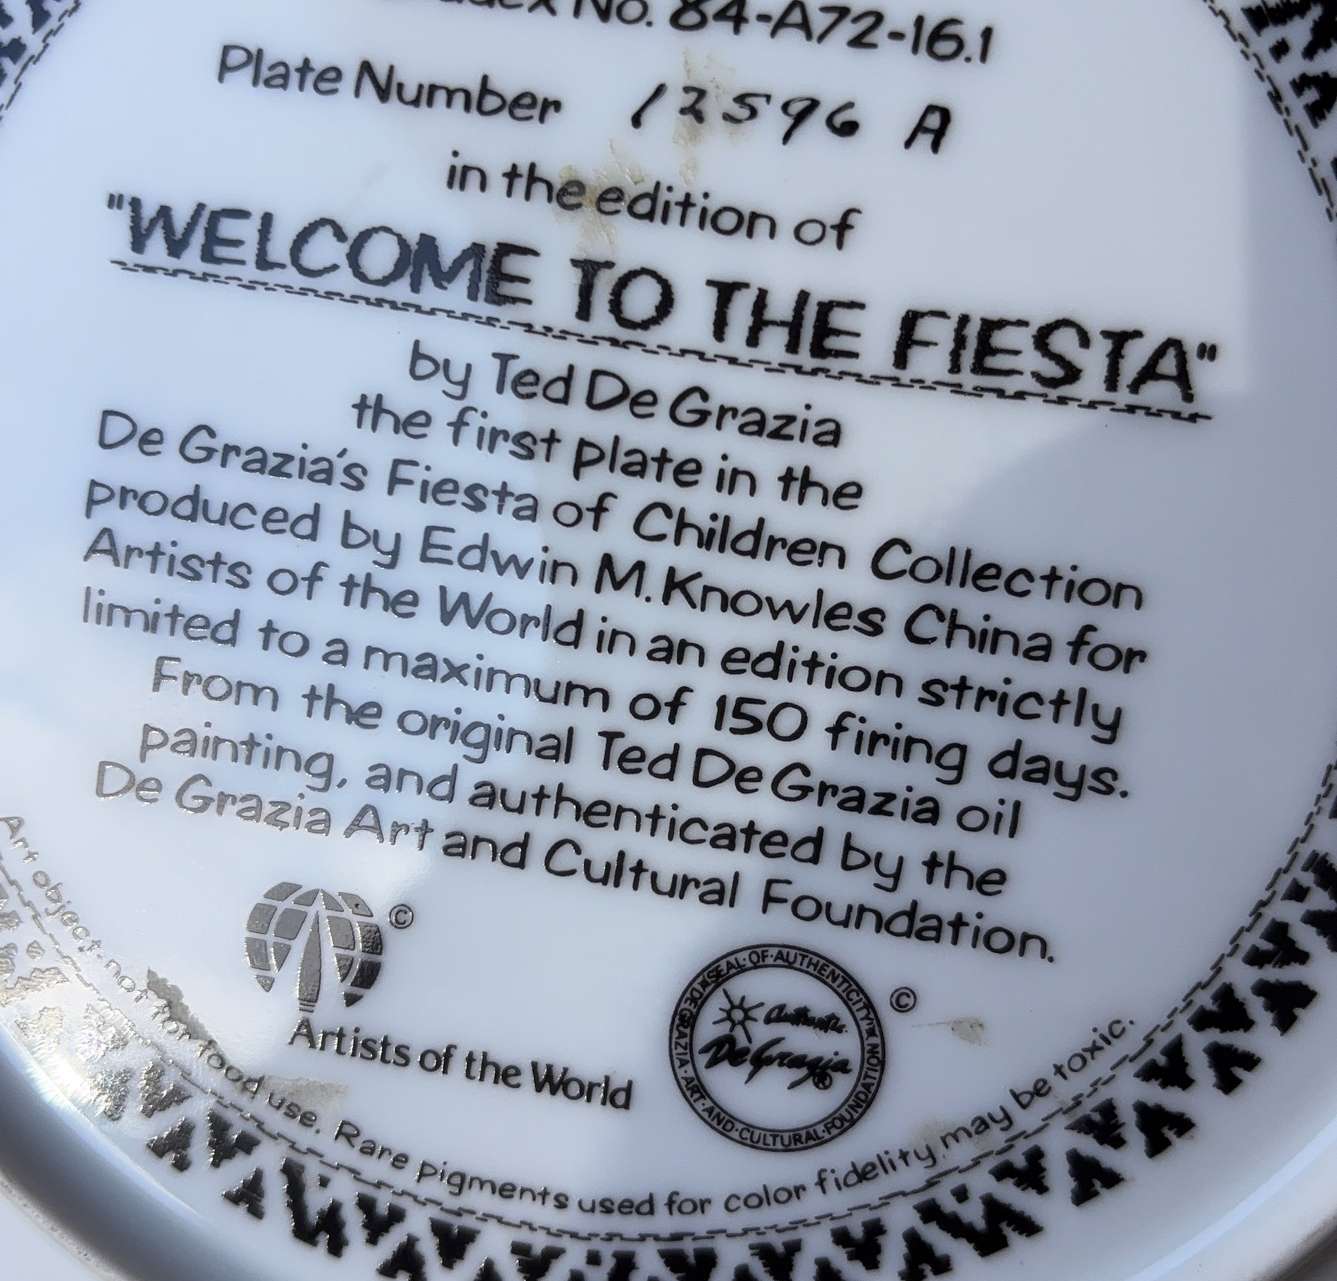 No. 84-A72-16.1
Plate Number 12596 A
in the edition of
"WELCOME TO THE FIESTA"
by Ted De Grazia
the first plate in the
De Grazia's Fiesta of Children Collection
produced by Edwin M. Knowles China for
Artists of the World in an edition strictly
limited to a maximum of 150 firing days.
From the original Ted De Grazia oil
painting, and authenticated by the
De Grazia Art and Cultural Foundation.
©
Artists of the World
SEAL·OF·AUTHENTICITY
DEGRAZIA·ART·AND·CULTURAL·FOUNDATION
Authentic
DeGrazia®
©
Art object- not for food use. Rare pigments used for color fidelity may be toxic.